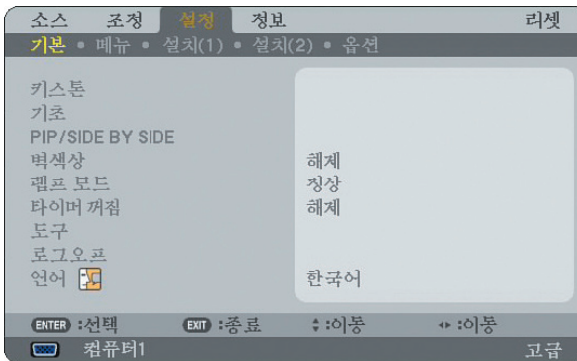 소스 조정 설정 정보 리셋
기본 • 메뉴 • 설치(1) • 설치(2) • 옵션
키스톤
기초
PIP/SIDE BY SIDE
벽색상 해제
램프 모드 정상
타이머 꺼짐 해제
도구
로그오프
언어 한국어
ENTER :선택 EXIT :종료 :이동 :이동
컴퓨터1 고급